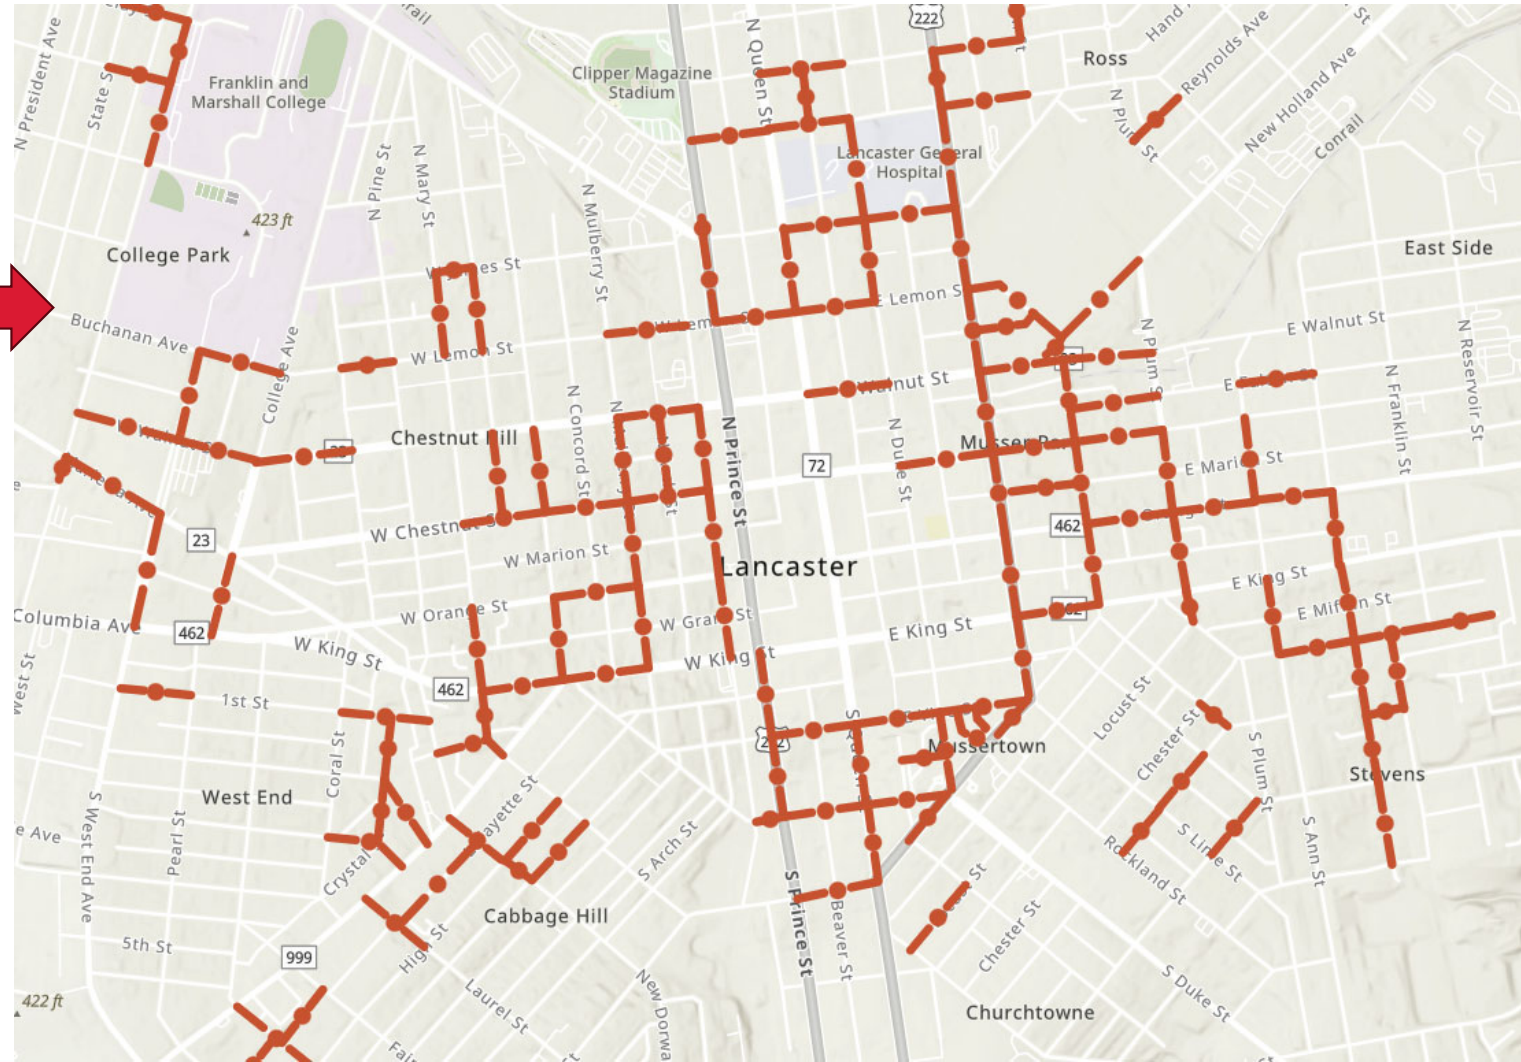 222
Ross
Hand
Reynolds Ave
New Holland Ave
Conrail
N President Ave
State S
Franklin and
Marshall College
Clipper Magazine
Stadium
N Queen St
N Plum St
Lancaster General
Hospital
N Pine St
N Mary St
N Mulberry St
423 ft
College Park
East Side
Buchanan Ave
College Ave
W Lemon St
E Lemon S
E Walnut St
N Plum S
N Reservoir St
N Franklin St
Walnut St
Chestnut Hill
N Concord St
N Prince St
N Duke St
72
E Marion St
W Chestnut S
23
W Marion St
462
Lancaster
E King St
E Mifflin St
Columbia Ave
462
W Orange St
W Grant St
W King St
W King St
E King St
West St
1st St
462
Locust St
Chester St
S Plum St
Mussertown
Stevens
Coral St
West End
Pearl St
S West End Ave
e Ave
Crystal
S Arch St
S Lime St
Rockland St
S Ann St
Cabbage Hill
High St
5th St
999
S Prince St
Beaver St
Chester St
S Duke St
Laurel St
New Dorwa
422 ft
Churchtowne
Fair